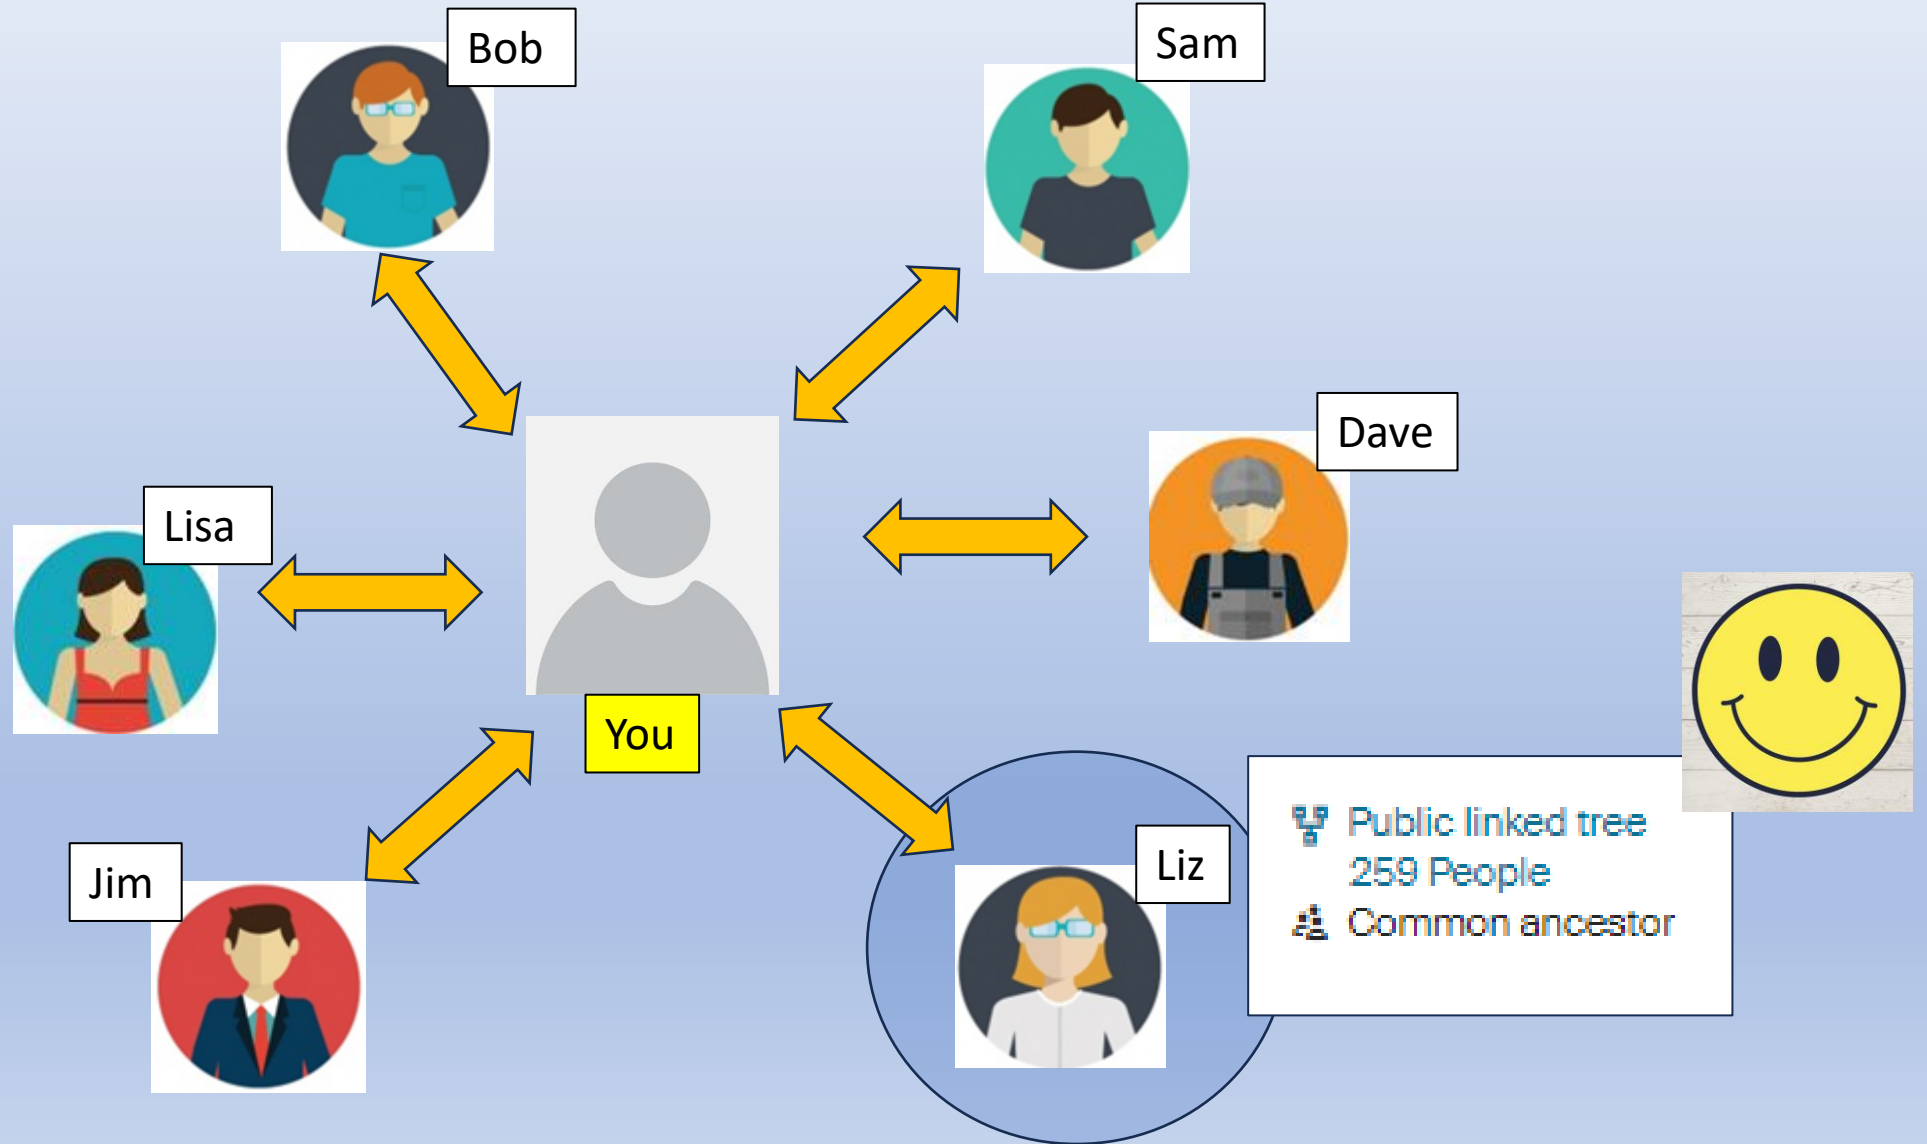 Bob
Sam
Dave
Lisa
You
Jim
Liz
Public linked tree
259 People
Common ancestor